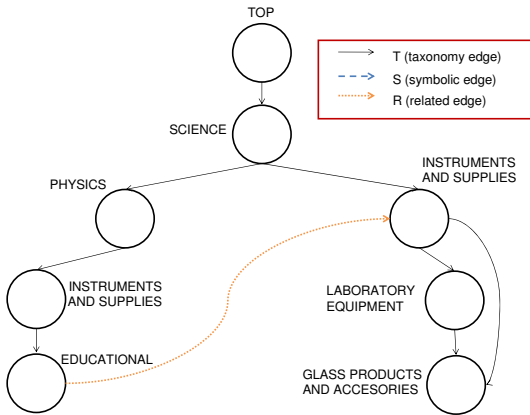 TOP
T (taxonomy edge)
S (symbolic edge)
R (related edge)
SCIENCE
PHYSICS
INSTRUMENTS
AND SUPPLIES
INSTRUMENTS
AND SUPPLIES
LABORATORY
EQUIPMENT
EDUCATIONAL
GLASS PRODUCTS
AND ACCESORIES